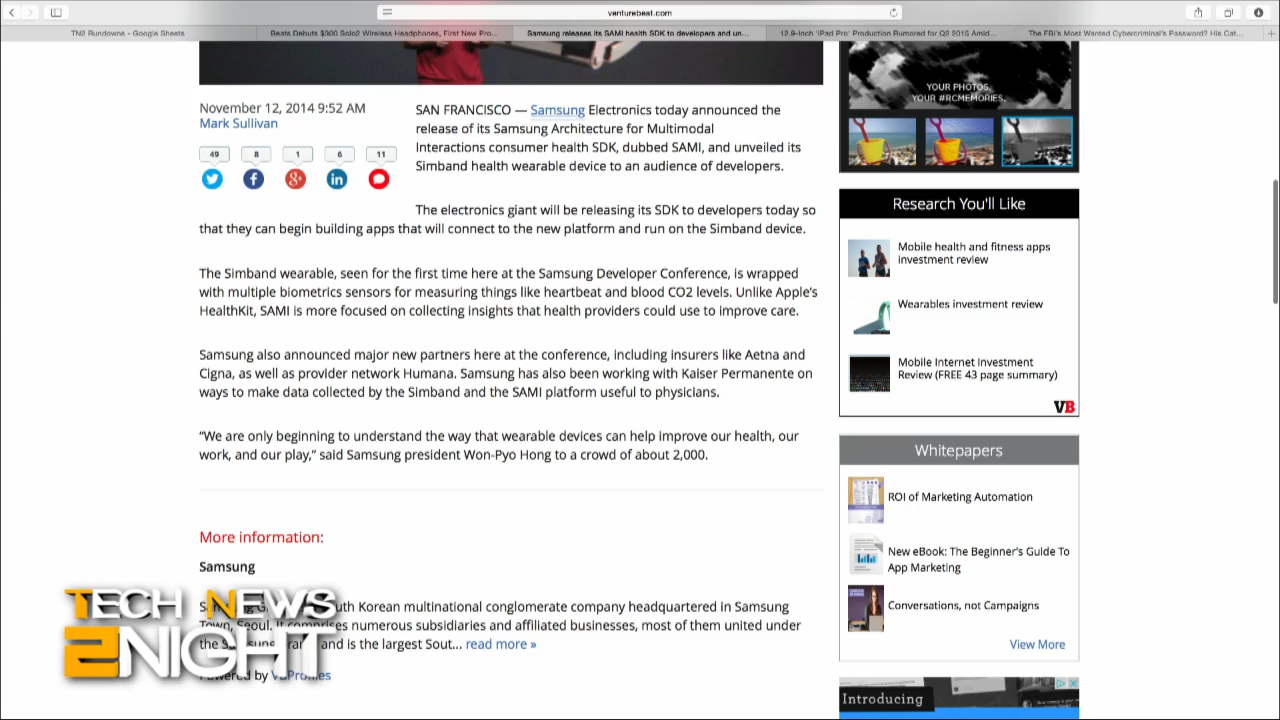 venturebeat.com
TN2 Rundowns - Google Sheets
Beats Debuts $300 Solo2 Wireless Headphones, First New Pro...
Samsung releases its SAMI health SDK to developers and un...
12.9-Inch 'iPad Pro' Production Rumored for Q2 2015 Amid...
The FBI's Most Wanted Cybercriminal's Password? His Cat...
November 12, 2014 9:52 AM
Mark Sullivan
49 8 1 11
SAN FRANCISCO — Samsung Electronics today announced the
release of its Samsung Architecture for Multimodal
Interactions consumer health SDK, dubbed SAMI, and unveiled its
Simband health wearable device to an audience of developers.
The electronics giant will be releasing its SDK to developers today so
that they can begin building apps that will connect to the new platform and run on the Simband device.
The Simband wearable, seen for the first time here at the Samsung Developer Conference, is wrapped
with multiple biometrics sensors for measuring things like heartbeat and blood CO2 levels. Unlike Apple's
HealthKit, SAMI is more focused on collecting insights that health providers could use to improve care.
Samsung also announced major new partners here at the conference, including insurers like Aetna and
Cigna, as well as provider network Humana. Samsung has also been working with Kaiser Permanente on
ways to make data collected by the Simband and the SAMI platform useful to physicians.
“We are only beginning to understand the way that wearable devices can help improve our health, our
work, and our play,” said Samsung president Won-Pyo Hong to a crowd of about 2,000.
More information:
Samsung
South Korean multinational conglomerate company headquartered in Samsung
Town, Seoul. It comprises numerous subsidiaries and affiliated businesses, most of them united under
the Samsung brand and is the largest Sout... read more »
Powered by VBProfiles
TECH NEWS
2NIGHT
YOUR PHOTOS.
YOUR #RCMEMORIES.
Research You'll Like
Mobile health and fitness apps
investment review
Wearables investment review
Mobile Internet Investment
Review (FREE 43 page summary)
VB
Whitepapers
ROI of Marketing Automation
New eBook: The Beginner's Guide To
App Marketing
Conversations, not Campaigns
View More
Introducing